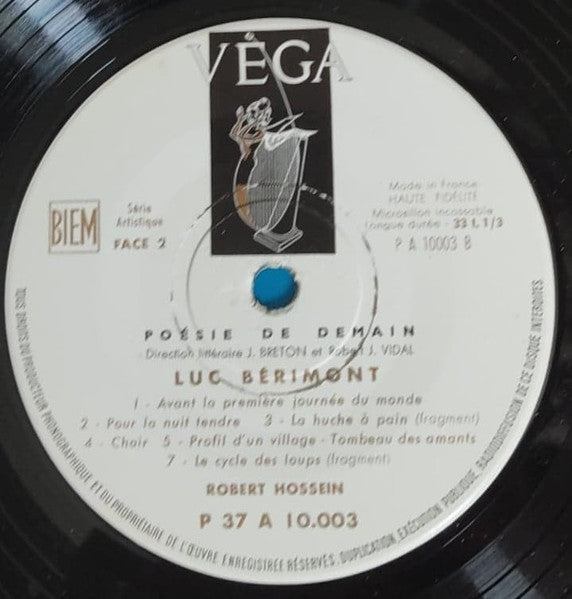 VÈGA
BIEM
Série
Artistique
FACE 2
Made in France
HAUTE FIDÉLITÉ
Microsillon incassable
Longue durée - 33 t. 1/3
P A 10003 B
POÉSIE DE DEMAIN
Direction littéraire J. BRETON et Robert J. VIDAL
LUC BÉRIMONT
1 - Avant la première journée du monde
2 - Pour la nuit tendre 3 - La huche à pain (fragment)
4 - Chair 5 - Profil d'un village - Tombeau des amants
7 - Le cycle des loups (fragment)
ROBERT HOSSEIN
P 37 A 10.003
TOUS DROITS DU PRODUCTEUR PHONOGRAPHIQUE ET DU PROPRIÉTAIRE DE L'ŒUVRE ENREGISTRÉE RÉSERVÉS. DUPLICATION, EXÉCUTION PUBLIQUE, RADIODIFFUSION DE CE DISQUE INTERDITES